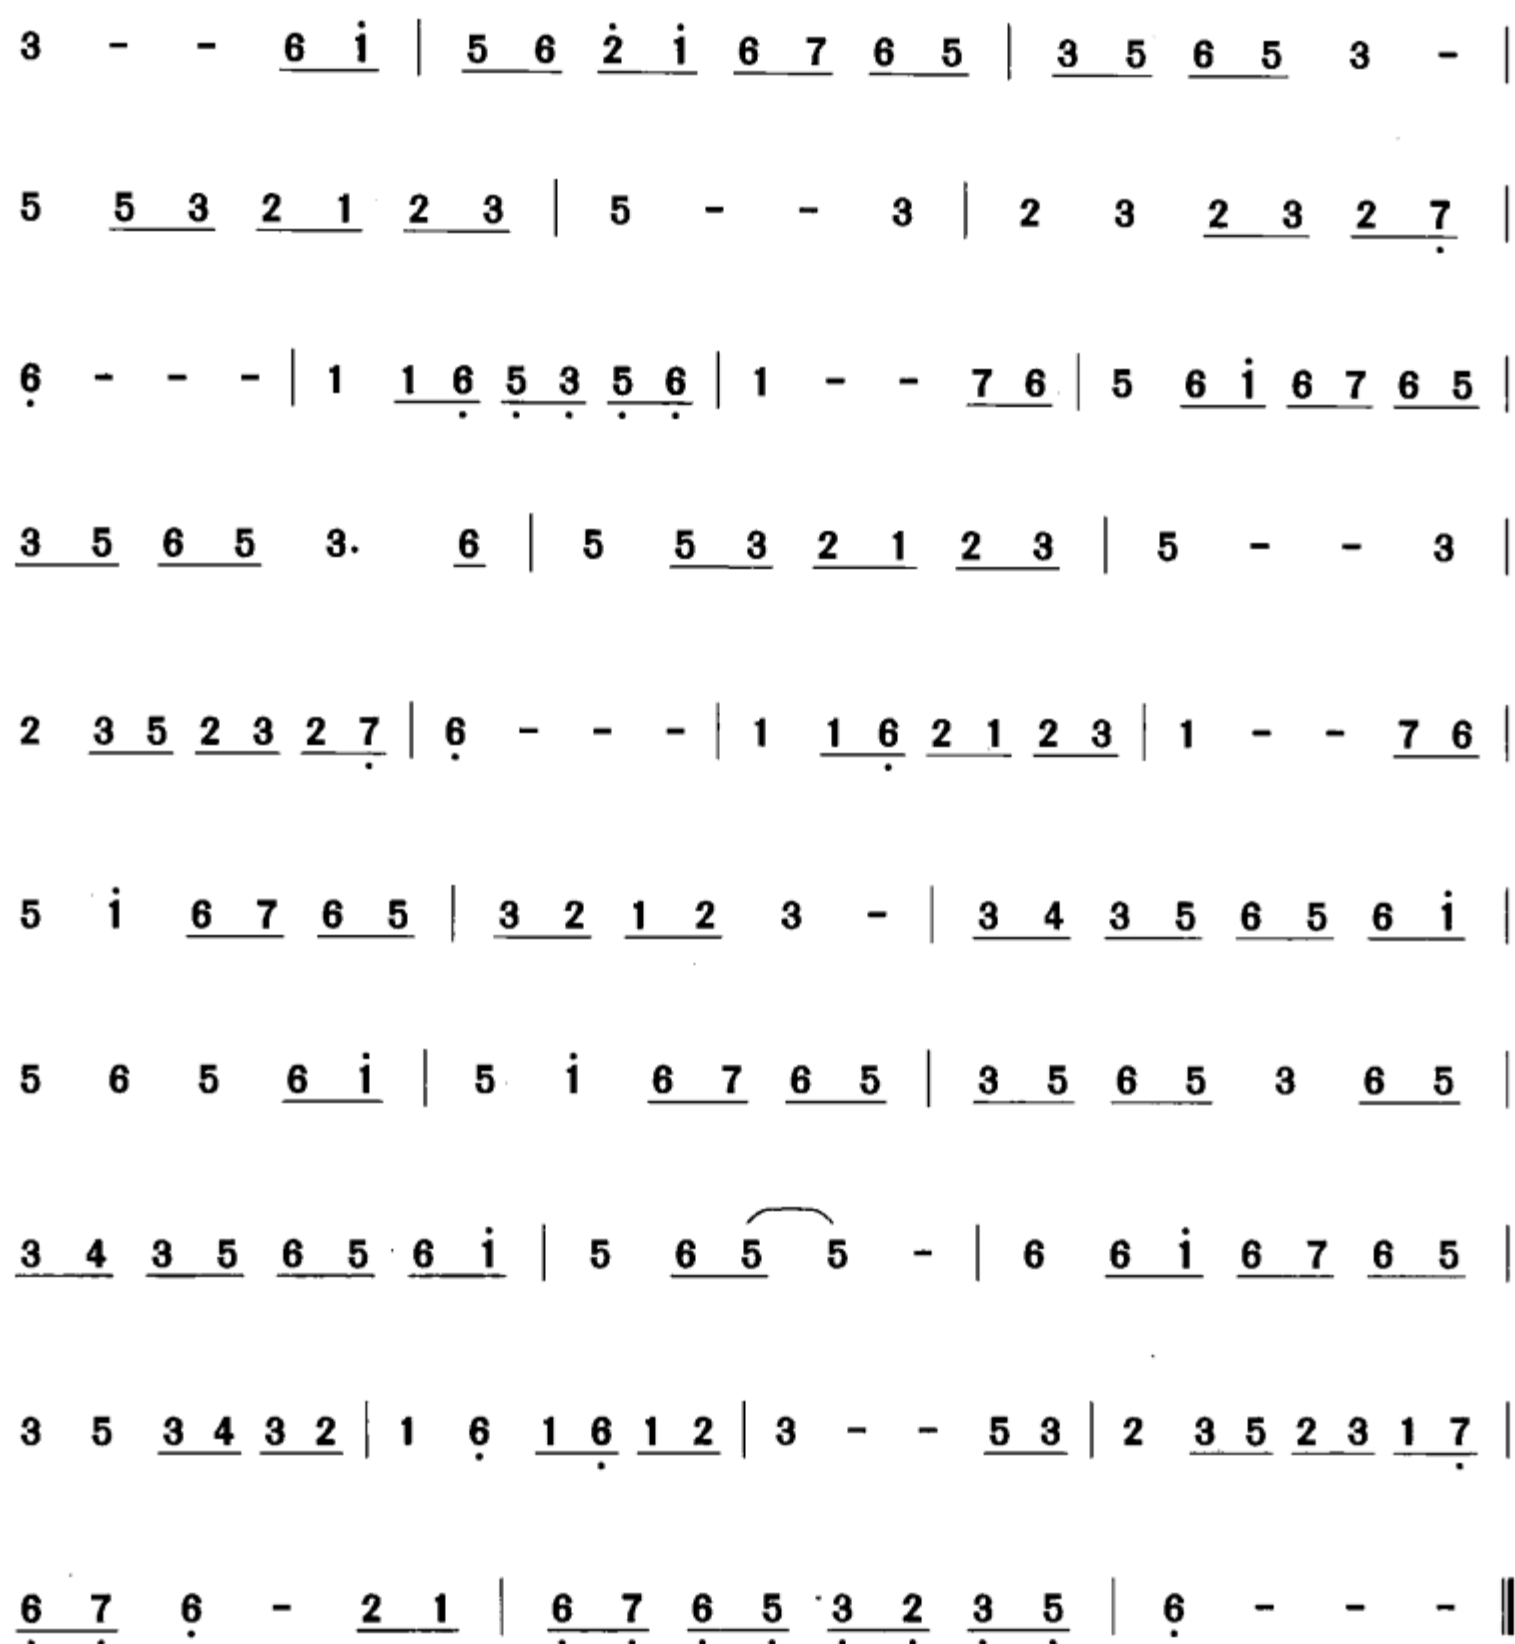 3 - - 6 i | 5 6 2̇ i 6 7 6 5 | 3 5 6 5 3 - |
5 5 3 2 1 2 3 | 5 - - 3 | 2 3 2 3 2 7̣ |
6̣ - - - | 1 1 6̣ 5̣ 3̣ 5̣ 6̣ | 1 - - 7 6 | 5 6 i 6 7 6 5 |
3 5 6 5 3. 6 | 5 5 3 2 1 2 3 | 5 - - 3 |
2 3 5 2 3 2 7̣ | 6̣ - - - | 1 1 6̣ 2 1 2 3 | 1 - - 7 6 |
5 i 6 7 6 5 | 3 2 1 2 3 - | 3 4 3 5 6 5 6 i |
5 6 5 6 i | 5 i 6 7 6 5 | 3 5 6 5 3 6 5 |
3 4 3 5 6 5 6 i | 5 6 5 5 - | 6 6 i 6 7 6 5 |
3 5 3 4 3 2 | 1 6̣ 1 6̣ 1 2 | 3 - - 5 3 | 2 3 5 2 3 1 7̣ |
6̣ 7̣ 6̣ - 2 1 | 6̣ 7̣ 6̣ 5̣ 3̣ 2̣ 3̣ 5̣ | 6̣ - - - ‖